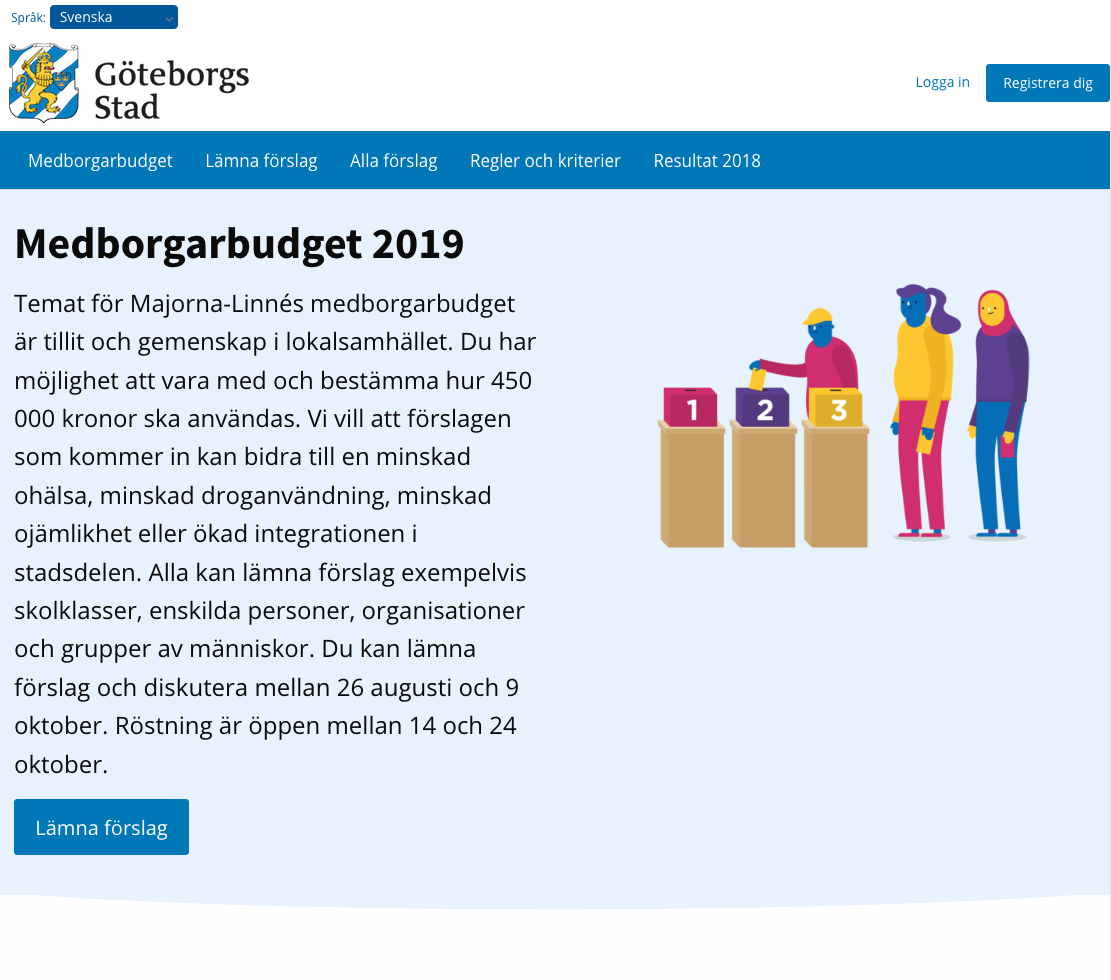 Språk: Svenska
Göteborgs
Stad
Logga in
Registrera dig
Medborgarbudget Lämna förslag Alla förslag Regler och kriterier Resultat 2018
Medborgarbudget 2019
Temat för Majorna-Linnés medborgarbudget
är tillit och gemenskap i lokalsamhället. Du har
möjlighet att vara med och bestämma hur 450
000 kronor ska användas. Vi vill att förslagen
som kommer in kan bidra till en minskad
ohälsa, minskad droganvändning, minskad
ojämlikhet eller ökad integrationen i
stadsdelen. Alla kan lämna förslag exempelvis
skolklasser, enskilda personer, organisationer
och grupper av människor. Du kan lämna
förslag och diskutera mellan 26 augusti och 9
oktober. Röstning är öppen mellan 14 och 24
oktober.
Lämna förslag
1 2 3